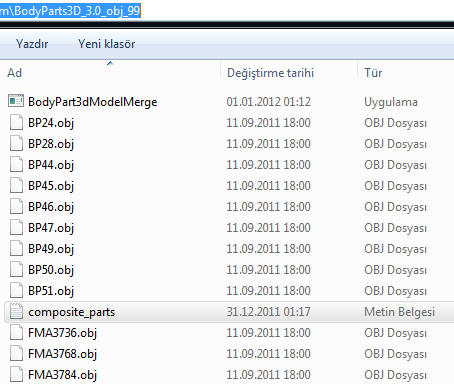 m\BodyParts3D_3.0_obj_99
Yazdır Yeni klasör
Ad Değiştirme tarihi Tür
BodyPart3dModelMerge 01.01.2012 01:12 Uygulama
BP24.obj 11.09.2011 18:00 OBJ Dosyası
BP28.obj 11.09.2011 18:00 OBJ Dosyası
BP44.obj 11.09.2011 18:00 OBJ Dosyası
BP45.obj 11.09.2011 18:00 OBJ Dosyası
BP46.obj 11.09.2011 18:00 OBJ Dosyası
BP47.obj 11.09.2011 18:00 OBJ Dosyası
BP49.obj 11.09.2011 18:00 OBJ Dosyası
BP50.obj 11.09.2011 18:00 OBJ Dosyası
BP51.obj 11.09.2011 18:00 OBJ Dosyası
composite_parts 31.12.2011 01:17 Metin Belgesi
FMA3736.obj 11.09.2011 18:00 OBJ Dosyası
FMA3768.obj 11.09.2011 18:00 OBJ Dosyası
FMA3784.obj 11.09.2011 18:00 OBJ Dosyası